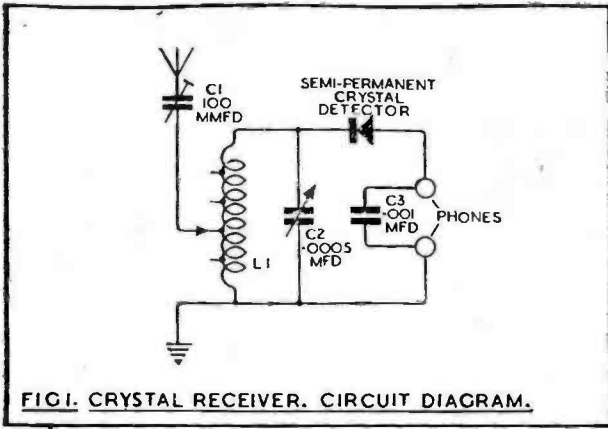 C1
100
MMFD
SEMI-PERMANENT
CRYSTAL
DETECTOR
L1
C2
·0005
MFD
C3
·001
MFD
PHONES
FIG I. CRYSTAL RECEIVER. CIRCUIT DIAGRAM.